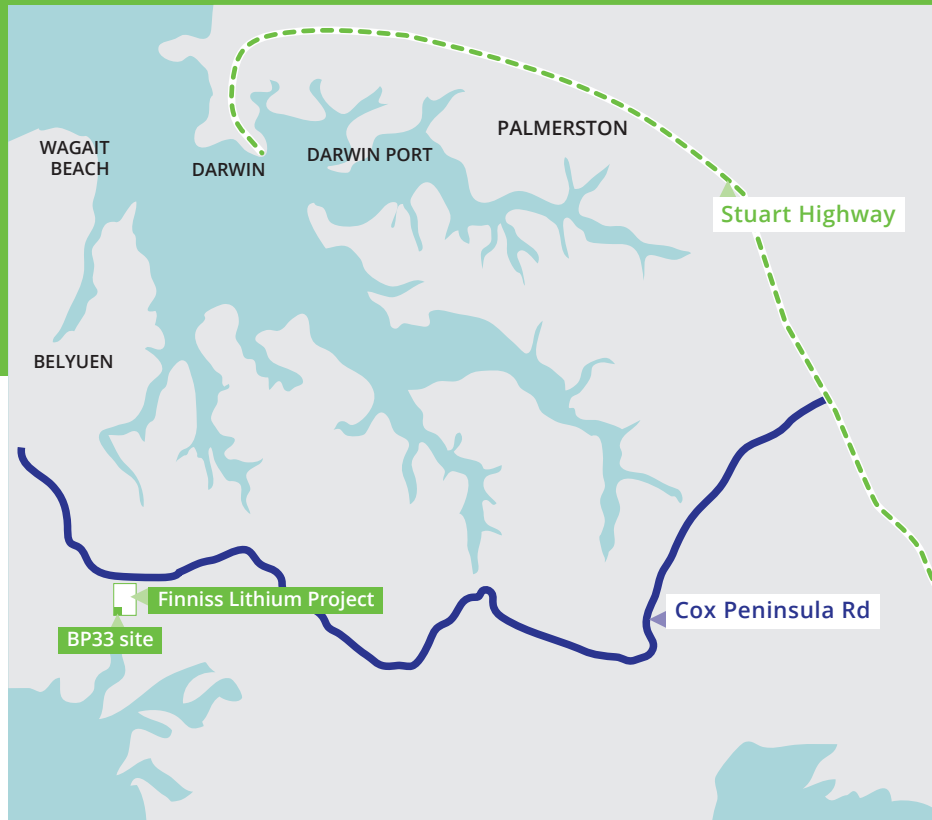 PALMERSTON
WAGAIT
BEACH
DARWIN
DARWIN PORT
Stuart Highway
BELYUEN
Finniss Lithium Project
Cox Peninsula Rd
BP33 site